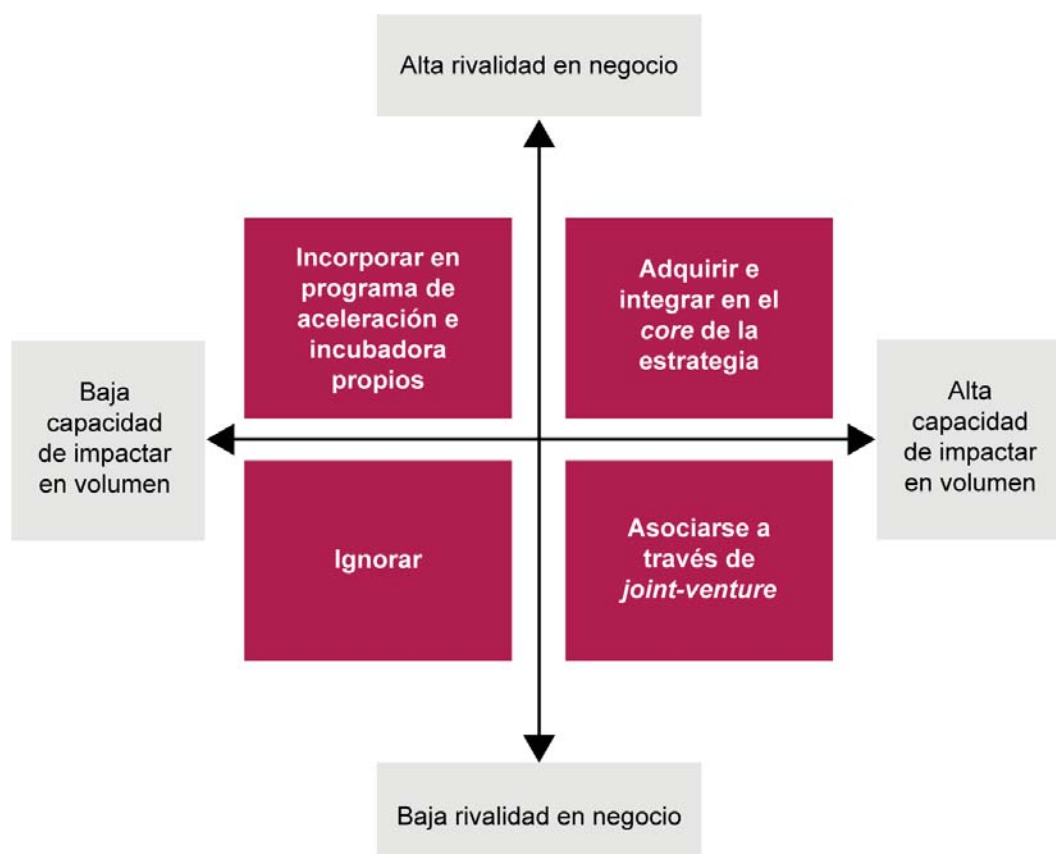 Alta rivalidad en negocio
Incorporar en
programa de
aceleración e
incubadora
propios
Adquirir e
integrar en el
core de la
estrategia
Baja
capacidad
de impactar
en volumen
Alta
capacidad
de impactar
en volumen
Ignorar
Asociarse a
través de
joint-venture
Baja rivalidad en negocio